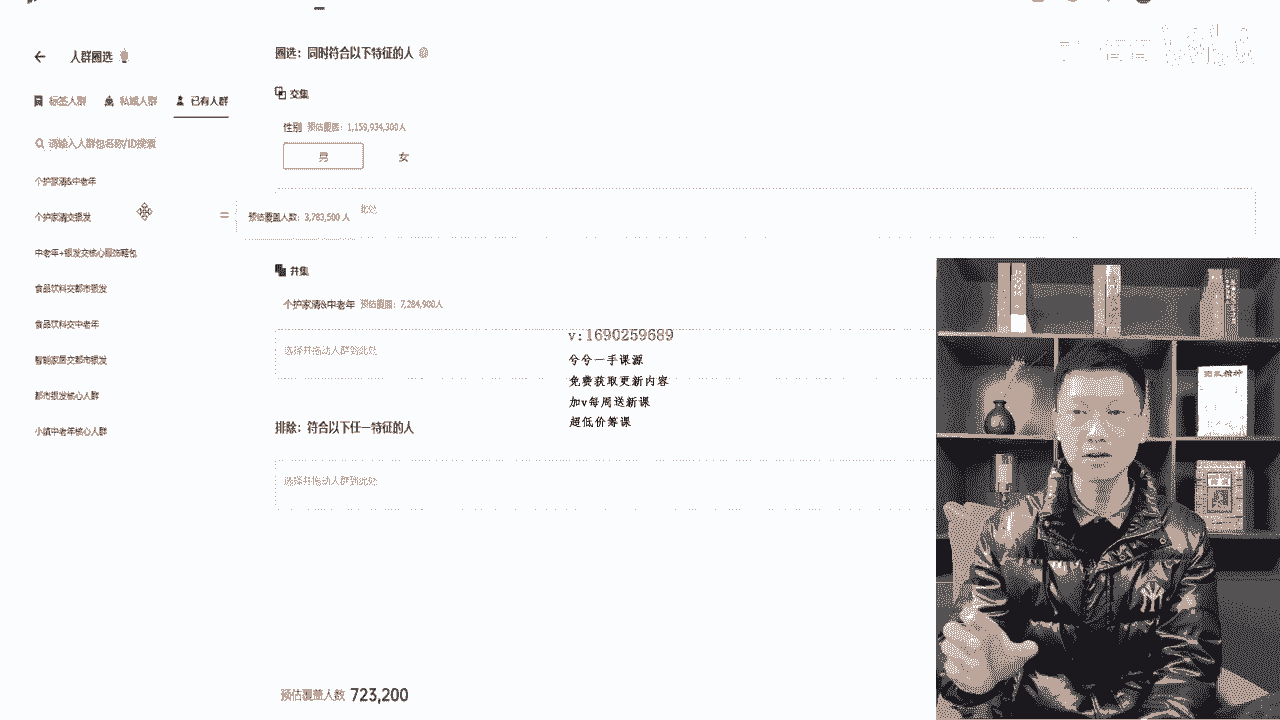 人群圈选
标签人群 私域人群 已有人群
请输入人群包名称/ID搜索
个护家清&中老年
个护家清交银发
中老年+银发交核心服饰鞋包
食品饮料交都市银发
食品饮料交中老年
智能家居交都市银发
都市银发核心人群
小镇中老年核心人群
圈选：同时符合以下特征的人
交集
性别 预估覆盖：1,159,934,300人
男 女
预估覆盖人数：3,783,500 人
此处
并集
个护家清&中老年 预估覆盖：7,284,900人
选择并拖动人群到此处
排除：符合以下任一特征的人
选择并拖动人群到此处
预估覆盖人数 723,200
v:1690259689
兮兮一手课源
免费获取更新内容
加v每周送新课
超低价筹课